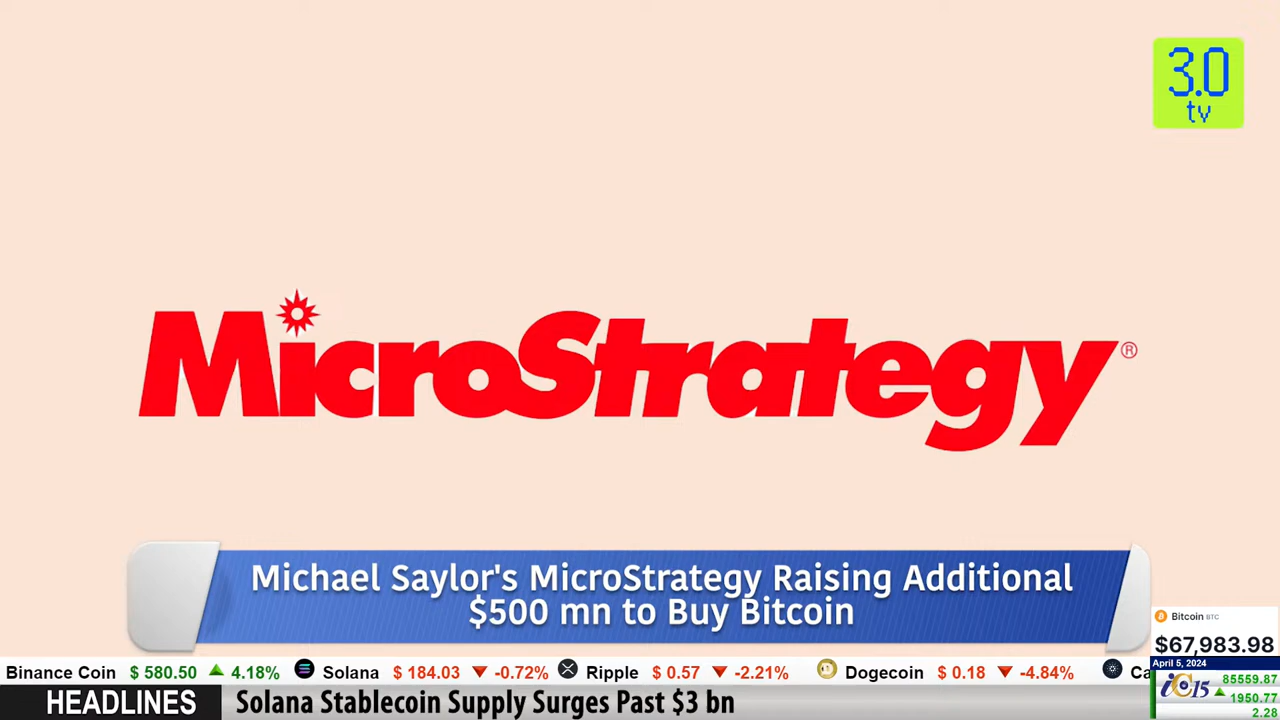 3.0
tv
MicroStrategy®
Michael Saylor's MicroStrategy Raising Additional
$500 mn to Buy Bitcoin
Bitcoin BTC
$67,983.98
Binance Coin $ 580.50 4.18% Solana $ 184.03 -0.72% Ripple $ 0.57 -2.21% Dogecoin $ 0.18 -4.84% Ca
April 5, 2024
ic15 85559.87
1950.77
2.28
HEADLINES Solana Stablecoin Supply Surges Past $3 bn